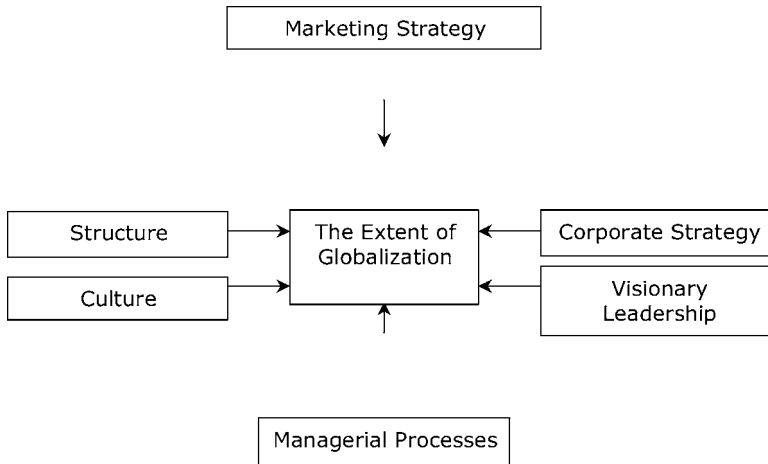 Marketing Strategy
Structure
Culture
The Extent of
Globalization
Corporate Strategy
Visionary
Leadership
Managerial Processes